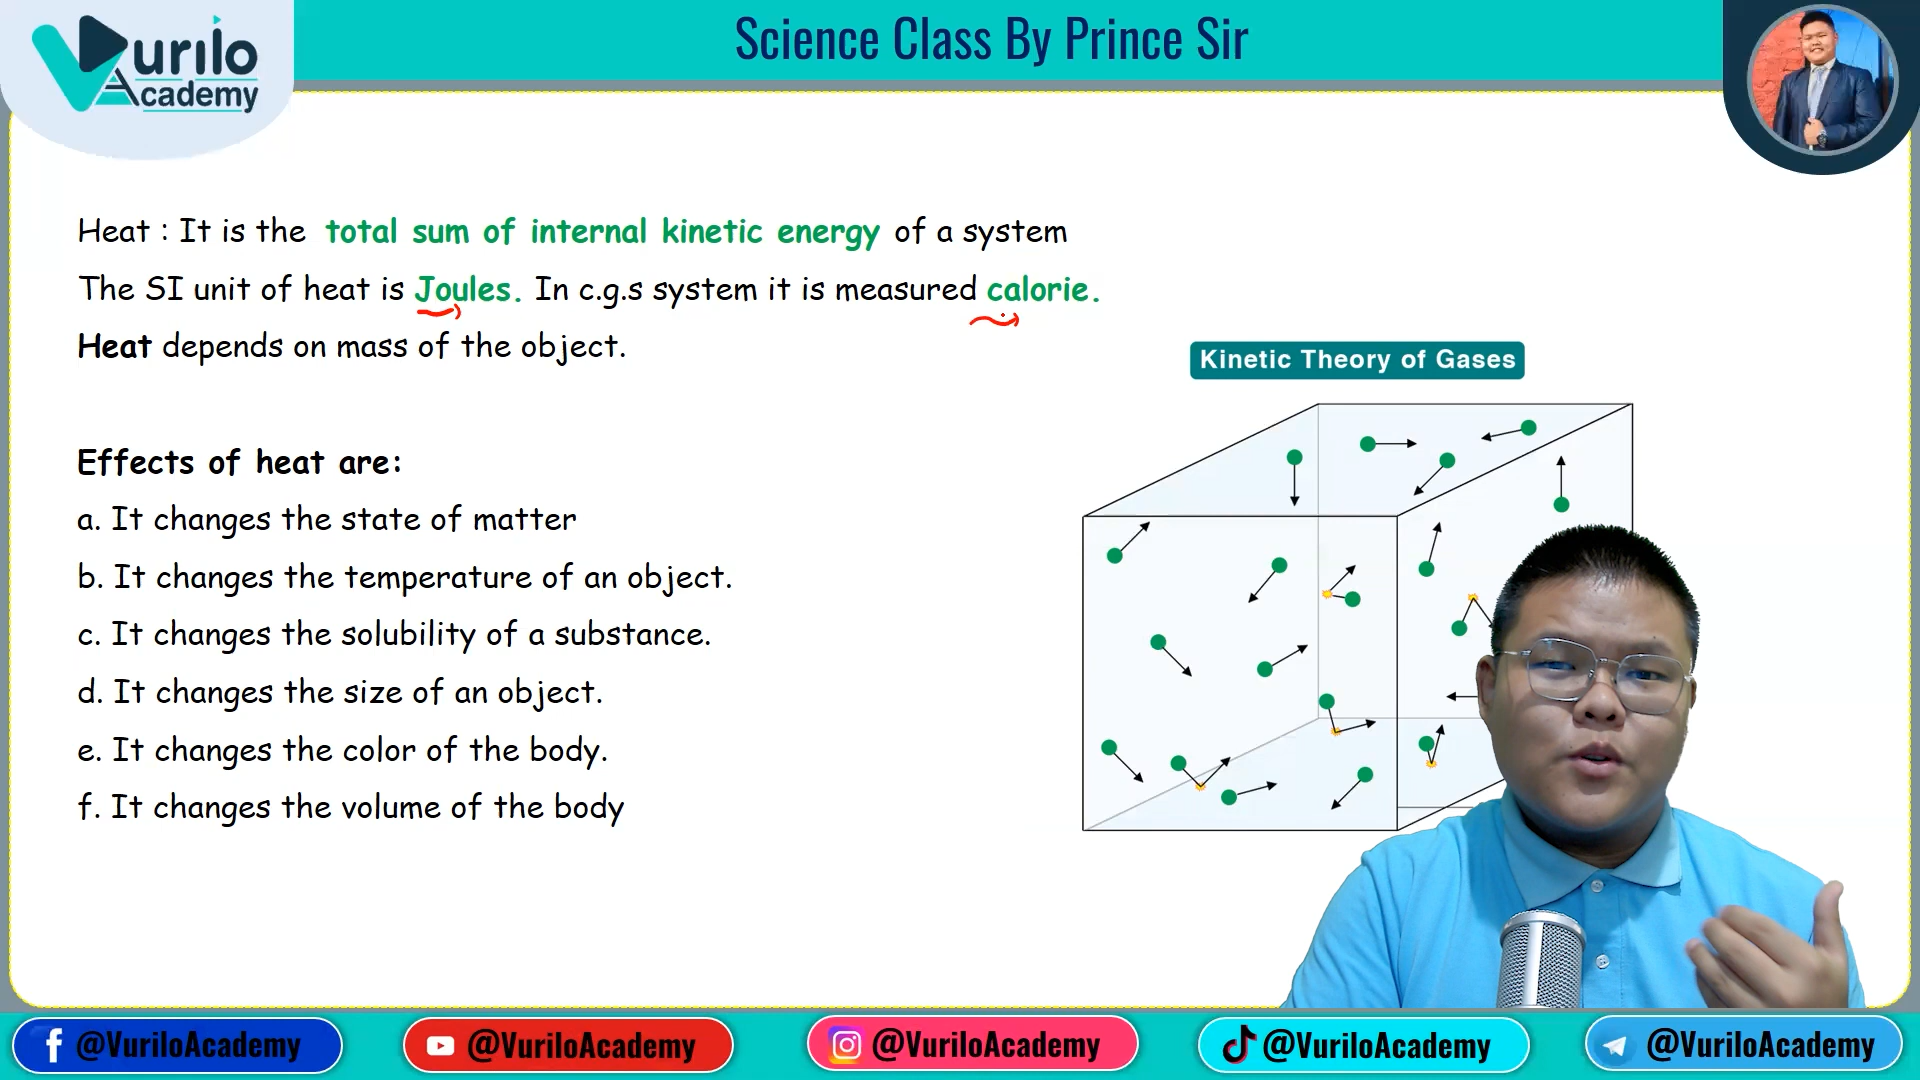 Vurilo
Academy
Science Class By Prince Sir
Heat : It is the total sum of internal kinetic energy of a system
The SI unit of heat is Joules. In c.g.s system it is measured calorie.
Heat depends on mass of the object.
Kinetic Theory of Gases
Effects of heat are:
a. It changes the state of matter
b. It changes the temperature of an object.
c. It changes the solubility of a substance.
d. It changes the size of an object.
e. It changes the color of the body.
f. It changes the volume of the body
@VuriloAcademy
@VuriloAcademy
@VuriloAcademy
@VuriloAcademy
@VuriloAcademy